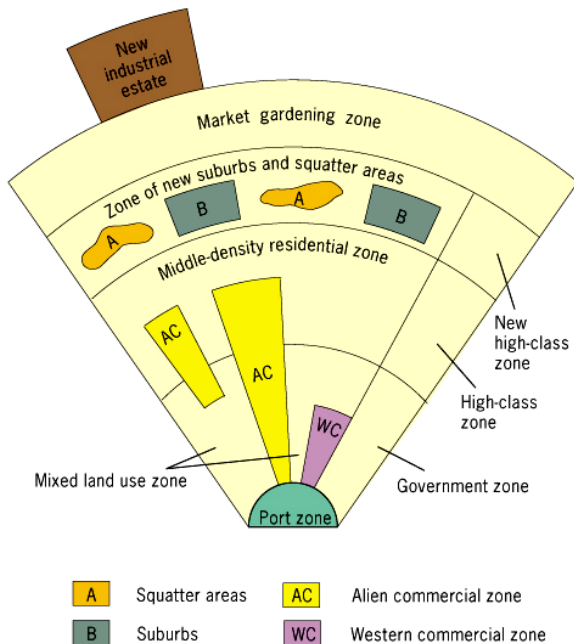 New
industrial
estate
Market gardening zone
Zone of new suburbs and squatter areas
A
B
A
B
Middle-density residential zone
New
high-class
zone
AC
AC
High-class
zone
WC
Mixed land use zone
Government zone
Port zone
A Squatter areas
AC Alien commercial zone
B Suburbs
WC Western commercial zone